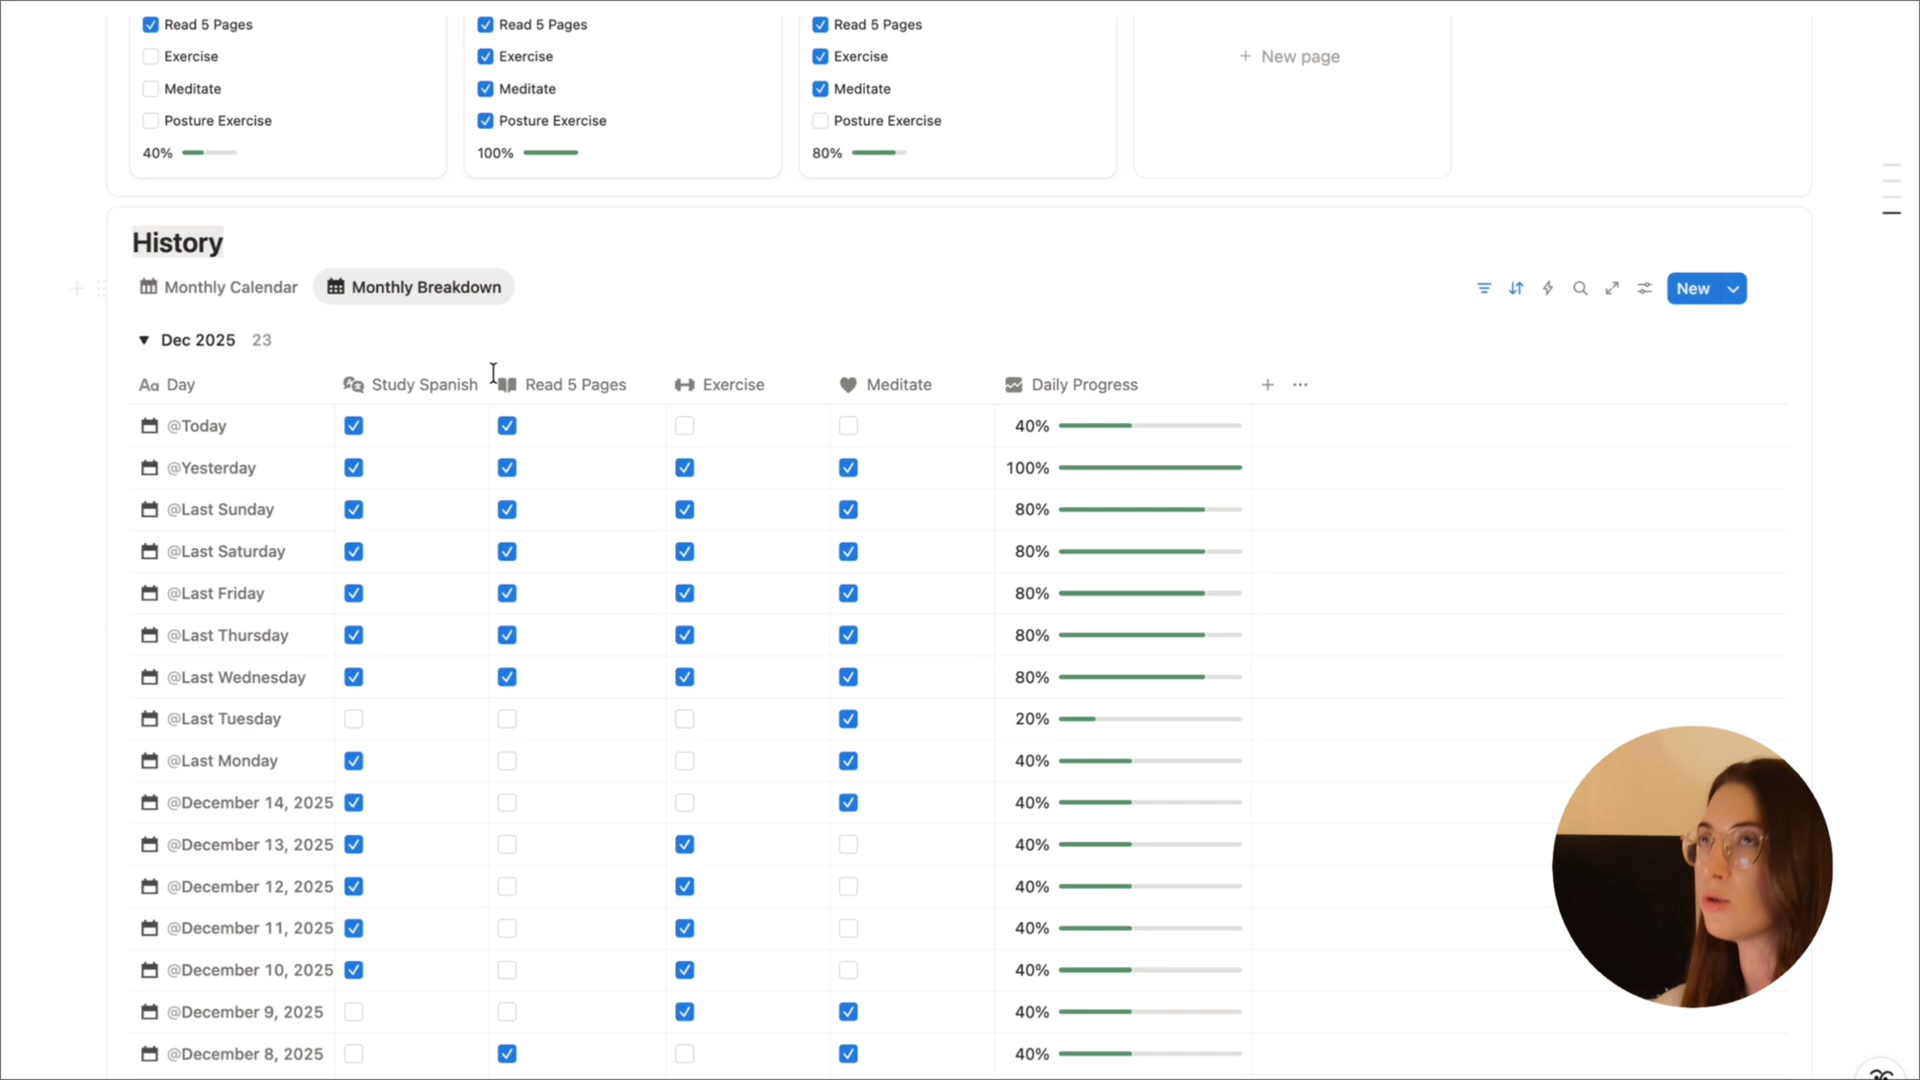 Read 5 Pages Read 5 Pages Read 5 Pages
Exercise Exercise Exercise + New page
Meditate Meditate Meditate
Posture Exercise Posture Exercise Posture Exercise
40% 100% 80%
History
Monthly Calendar Monthly Breakdown New
Dec 2025 23
Aa Day Study Spanish Read 5 Pages Exercise Meditate Daily Progress
@Today 40%
@Yesterday 100%
@Last Sunday 80%
@Last Saturday 80%
@Last Friday 80%
@Last Thursday 80%
@Last Wednesday 80%
@Last Tuesday 20%
@Last Monday 40%
@December 14, 2025 40%
@December 13, 2025 40%
@December 12, 2025 40%
@December 11, 2025 40%
@December 10, 2025 40%
@December 9, 2025 40%
@December 8, 2025 40%